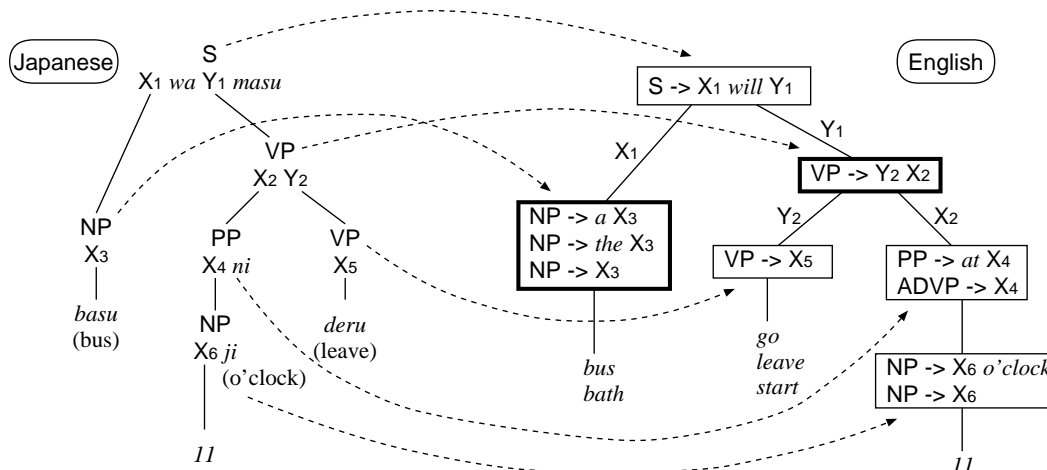 Japanese
S
X1 wa Y1 masu
VP
X2 Y2
NP
X3
basu
(bus)
PP
X4 ni
NP
X6 ji
(o'clock)
11
VP
X5
deru
(leave)
English
S -> X1 will Y1
X1
Y1
NP -> a X3
NP -> the X3
NP -> X3
bus
bath
VP -> Y2 X2
Y2
X2
VP -> X5
go
leave
start
PP -> at X4
ADVP -> X4
NP -> X6 o'clock
NP -> X6
11